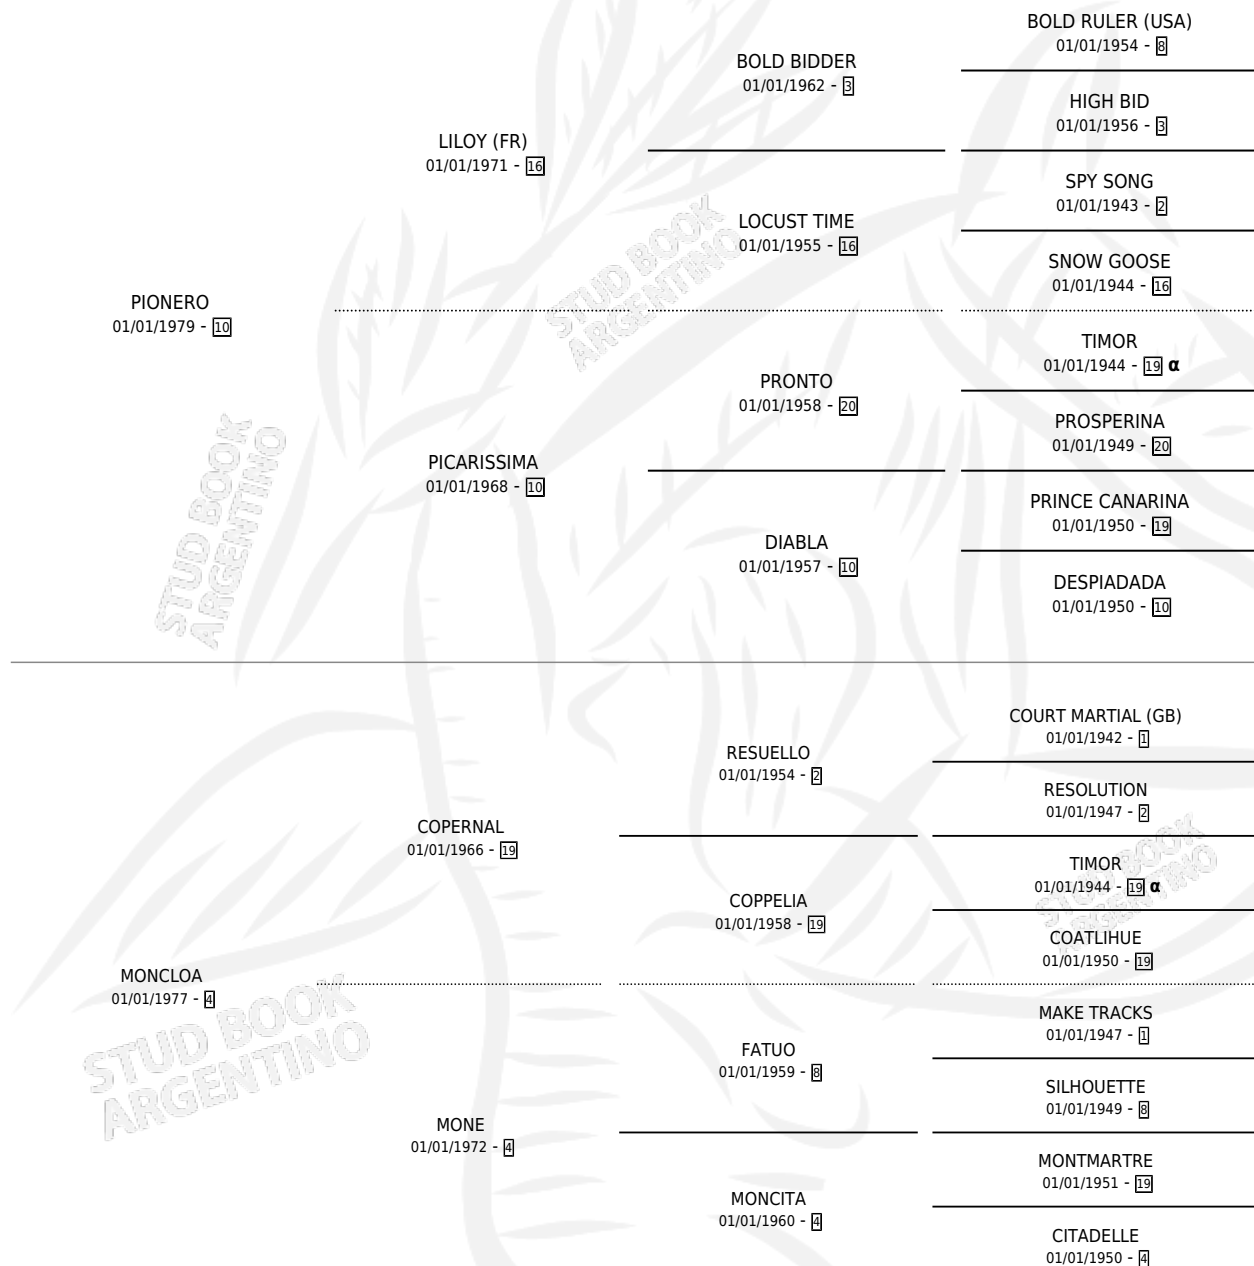 BOLD RULER (USA)
01/01/1954 - 8
BOLD BIDDER
01/01/1962 - 3
HIGH BID
01/01/1956 - 3
LILOY (FR)
01/01/1971 - 16
SPY SONG
01/01/1943 - 2
LOCUST TIME
01/01/1955 - 16
SNOW GOOSE
01/01/1944 - 16
PIONERO
01/01/1979 - 10
TIMOR
01/01/1944 - 19 α
PRONTO
01/01/1958 - 20
PROSPERINA
01/01/1949 - 20
PICARISSIMA
01/01/1968 - 10
PRINCE CANARINA
01/01/1950 - 19
DIABLA
01/01/1957 - 10
DESPIADADA
01/01/1950 - 10
COURT MARTIAL (GB)
01/01/1942 - 1
RESUELLO
01/01/1954 - 2
RESOLUTION
01/01/1947 - 2
COPERNAL
01/01/1966 - 19
TIMOR
01/01/1944 - 19 α
COPPELIA
01/01/1958 - 19
COATLIHUE
01/01/1950 - 19
MONCLOA
01/01/1977 - 4
MAKE TRACKS
01/01/1947 - 1
FATUO
01/01/1959 - 8
SILHOUETTE
01/01/1949 - 8
MONE
01/01/1972 - 4
MONTMARTRE
01/01/1951 - 19
MONCITA
01/01/1960 - 4
CITADELLE
01/01/1950 - 4
STUD BOOK
ARGENTINO
STUD BOOK
ARGENTINO
STUD BOOK
ARGENTINO
STUD BOOK
ARGENTINO